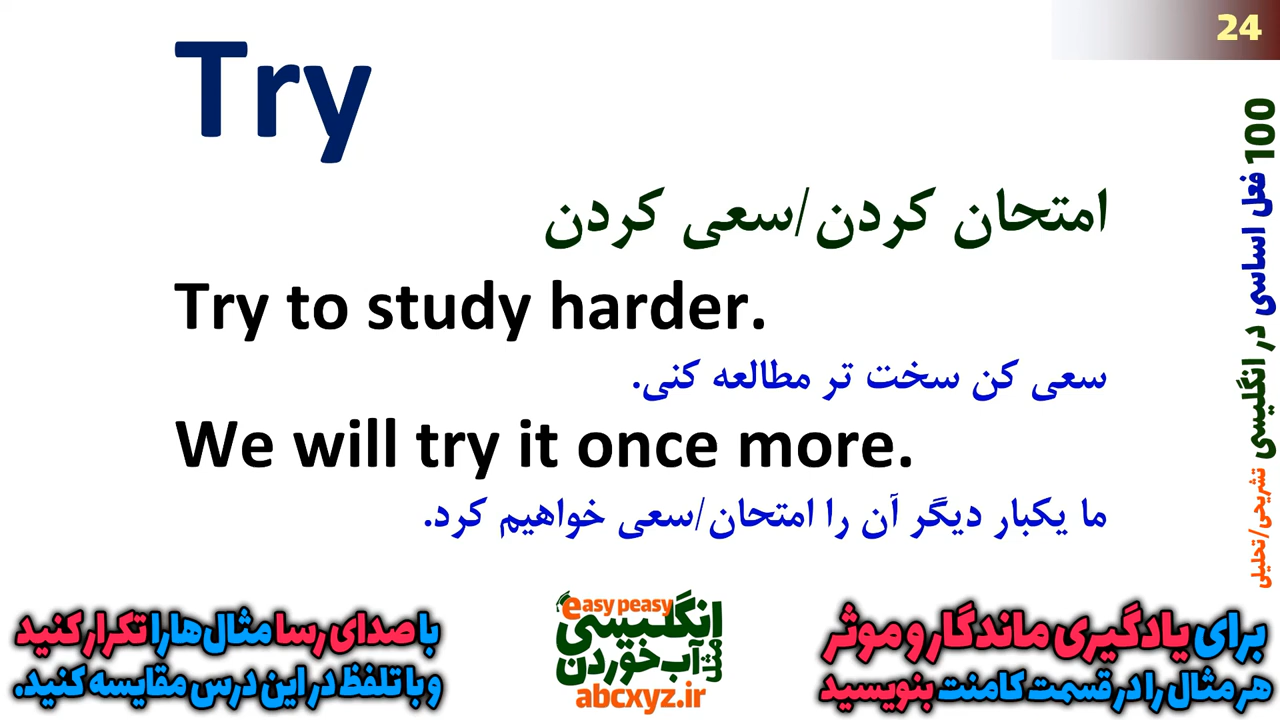 24
Try
امتحان کردن/سعی کردن
Try to study harder.
سعی کن سخت تر مطالعه کنی.
We will try it once more.
ما یکبار دیگر آن را امتحان/سعی خواهیم کرد.
100 فعل اساسی در انگلیسی تشریحی/تحلیلی
برای یادگیری ماندگار و موثر
هر مثال را در قسمت کامنت بنویسید
easy peasy
انگلیسی
مثل آب خوردن
abcxyz.ir
با صدای رسا مثال‌ها را تکرار کنید
و با تلفظ در این درس مقایسه کنید.